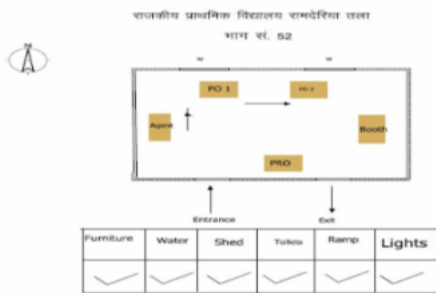 राजकीय प्राथमिक विद्यालय रामदेरिया तला
भाग सं. 52
N
W W
PO 1 PO 2
Agent Booth
PRO
Entrance Exit
Furniture Water Shed Toilets Ramp Lights